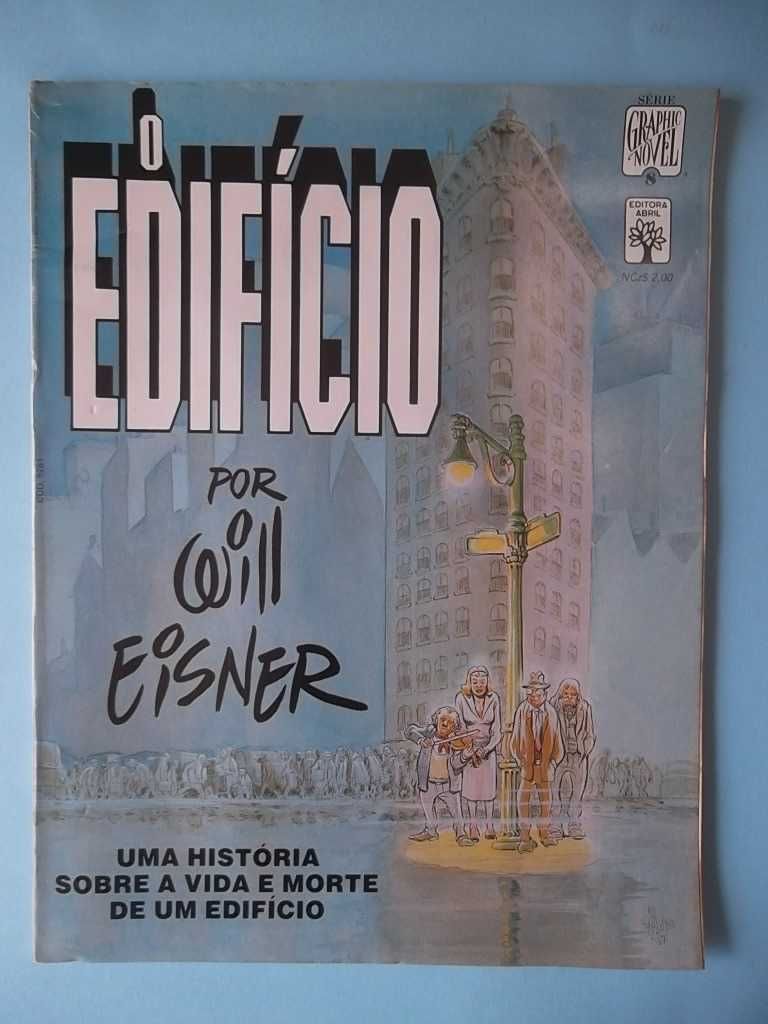 O
EDIFÍCIO
POR
Will
EISNER
UMA HISTÓRIA
SOBRE A VIDA E MORTE
DE UM EDIFÍCIO
SÉRIE
GRAPHIC
NOVEL
8
EDITORA
ABRIL
NCz$ 2,00